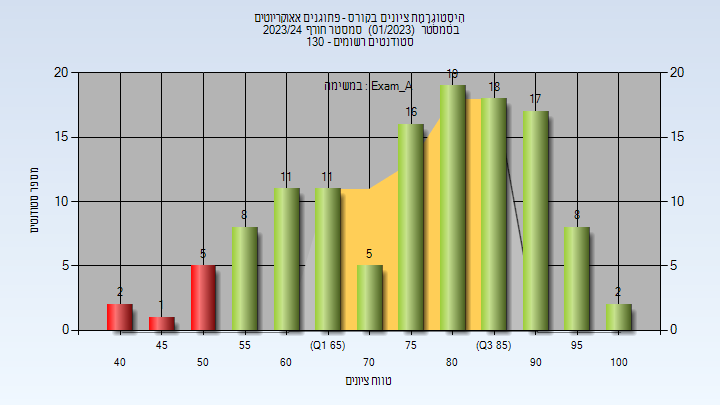 הִיסְטוֹגְרַמַת ציונים בקורס - פתוגנים אאוקריוטים
בסמסטר (01/2023) סמסטר חורף 2023/24
סטודנטים רשומים - 130
במשימה : Exam_A
מספר סטודנטים
20 15 10 5 0
20 15 10 5 0
2 1 5 8 11 11 5 16 19 18 17 8 2
40 45 50 55 60 (Q1 65) 70 75 80 (Q3 85) 90 95 100
טווח ציונים